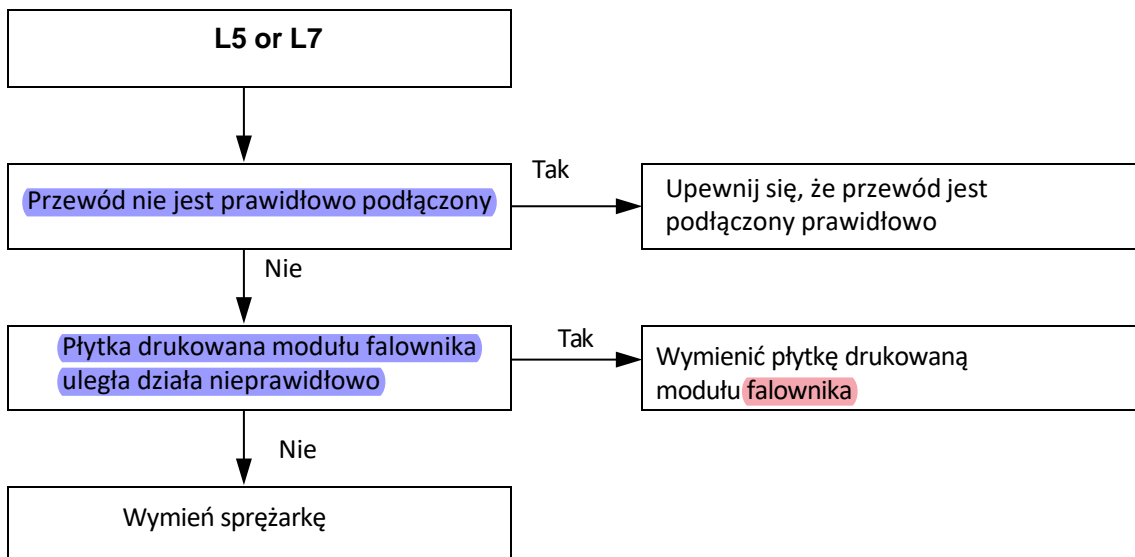 L5 or L7
Przewód nie jest prawidłowo podłączony
Tak
Upewnij się, że przewód jest
podłączony prawidłowo
Nie
Płytka drukowana modułu falownika
uległa działa nieprawidłowo
Tak
Wymienić płytkę drukowaną
modułu falownika
Nie
Wymień sprężarkę